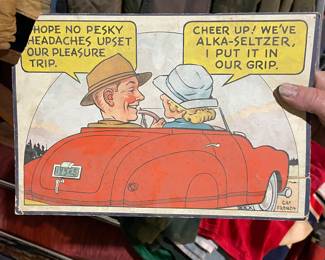 HOPE NO PESKY
HEADACHES UPSET
OUR PLEASURE
TRIP.
CHEER UP! WE'VE
ALKA-SELTZER,
I PUT IT IN
OUR GRIP.